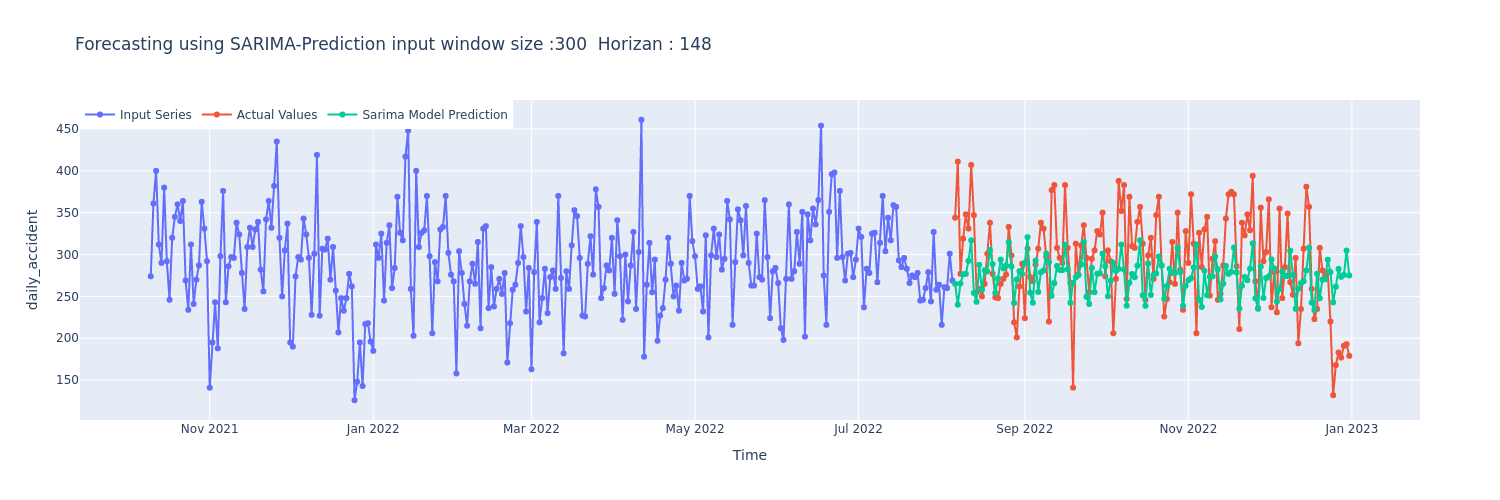 Forecasting using SARIMA-Prediction input window size :300 Horizan : 148
Input Series Actual Values Sarima Model Prediction
450
400
350
300
250
200
150
daily_accident
Nov 2021 Jan 2022 Mar 2022 May 2022 Jul 2022 Sep 2022 Nov 2022 Jan 2023
Time